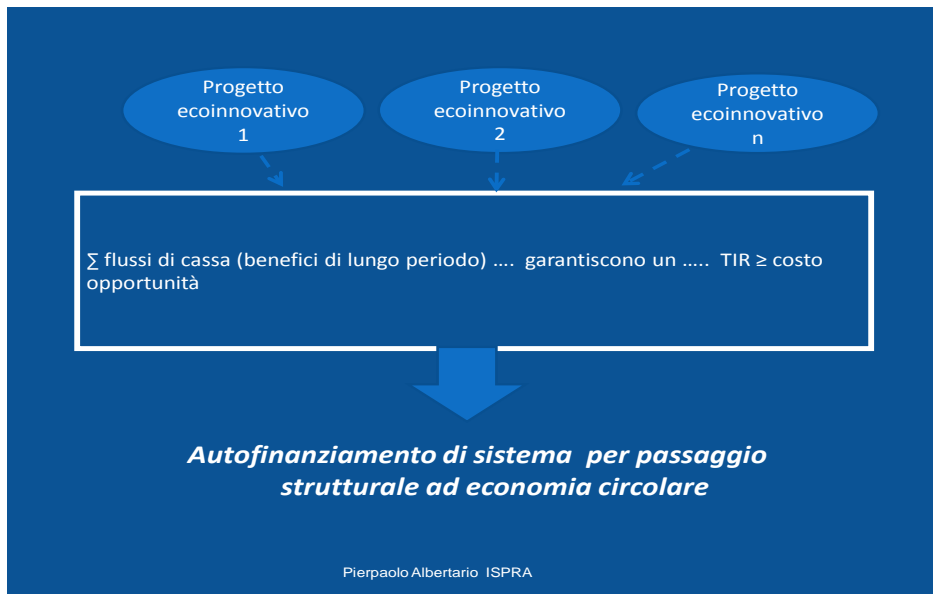 Progetto
ecoinnovativo
1
Progetto
ecoinnovativo
2
Progetto
ecoinnovativo
n
∑ flussi di cassa (benefici di lungo periodo) .... garantiscono un ..... TIR ≥ costo
opportunità
Autofinanziamento di sistema per passaggio
strutturale ad economia circolare
Pierpaolo Albertario ISPRA